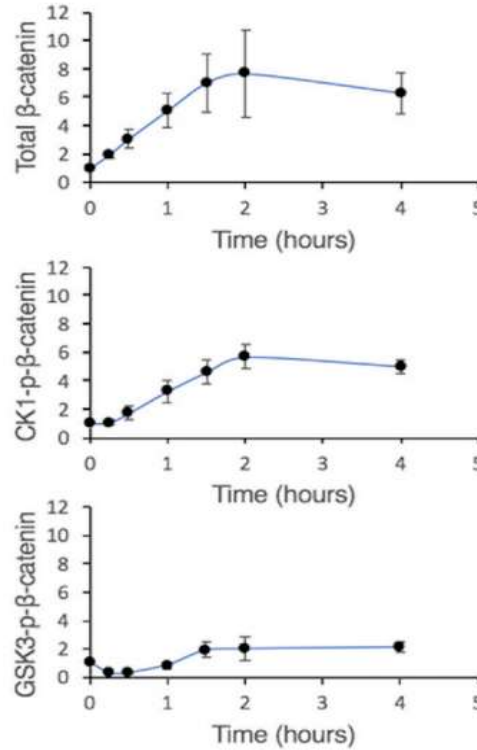 Total β-catenin
12
10
8
6
4
2
0
0 1 2 3 4 5
Time (hours)
CK1-p-β-catenin
12
10
8
6
4
2
0
0 1 2 3 4 5
Time (hours)
GSK3-p-β-catenin
12
10
8
6
4
2
0
0 1 2 3 4 5
Time (hours)